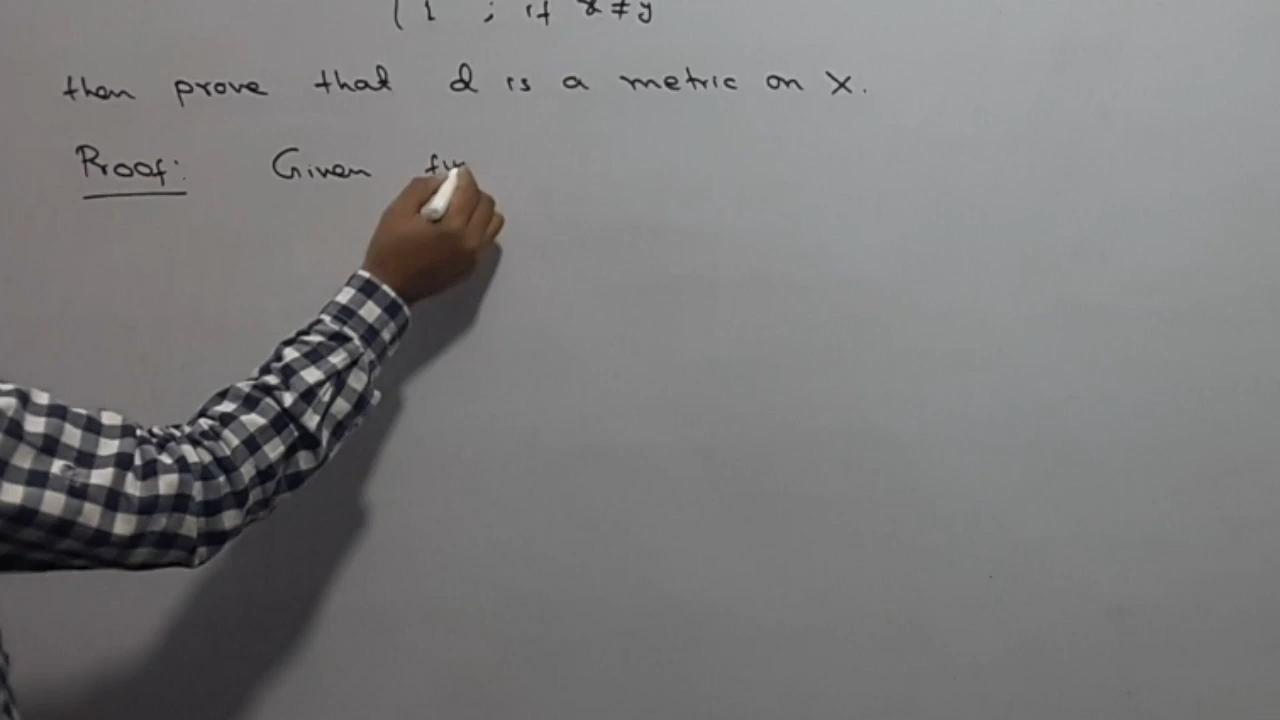 1 ; if x ≠ y
then prove that d is a metric on X.
Proof: Given